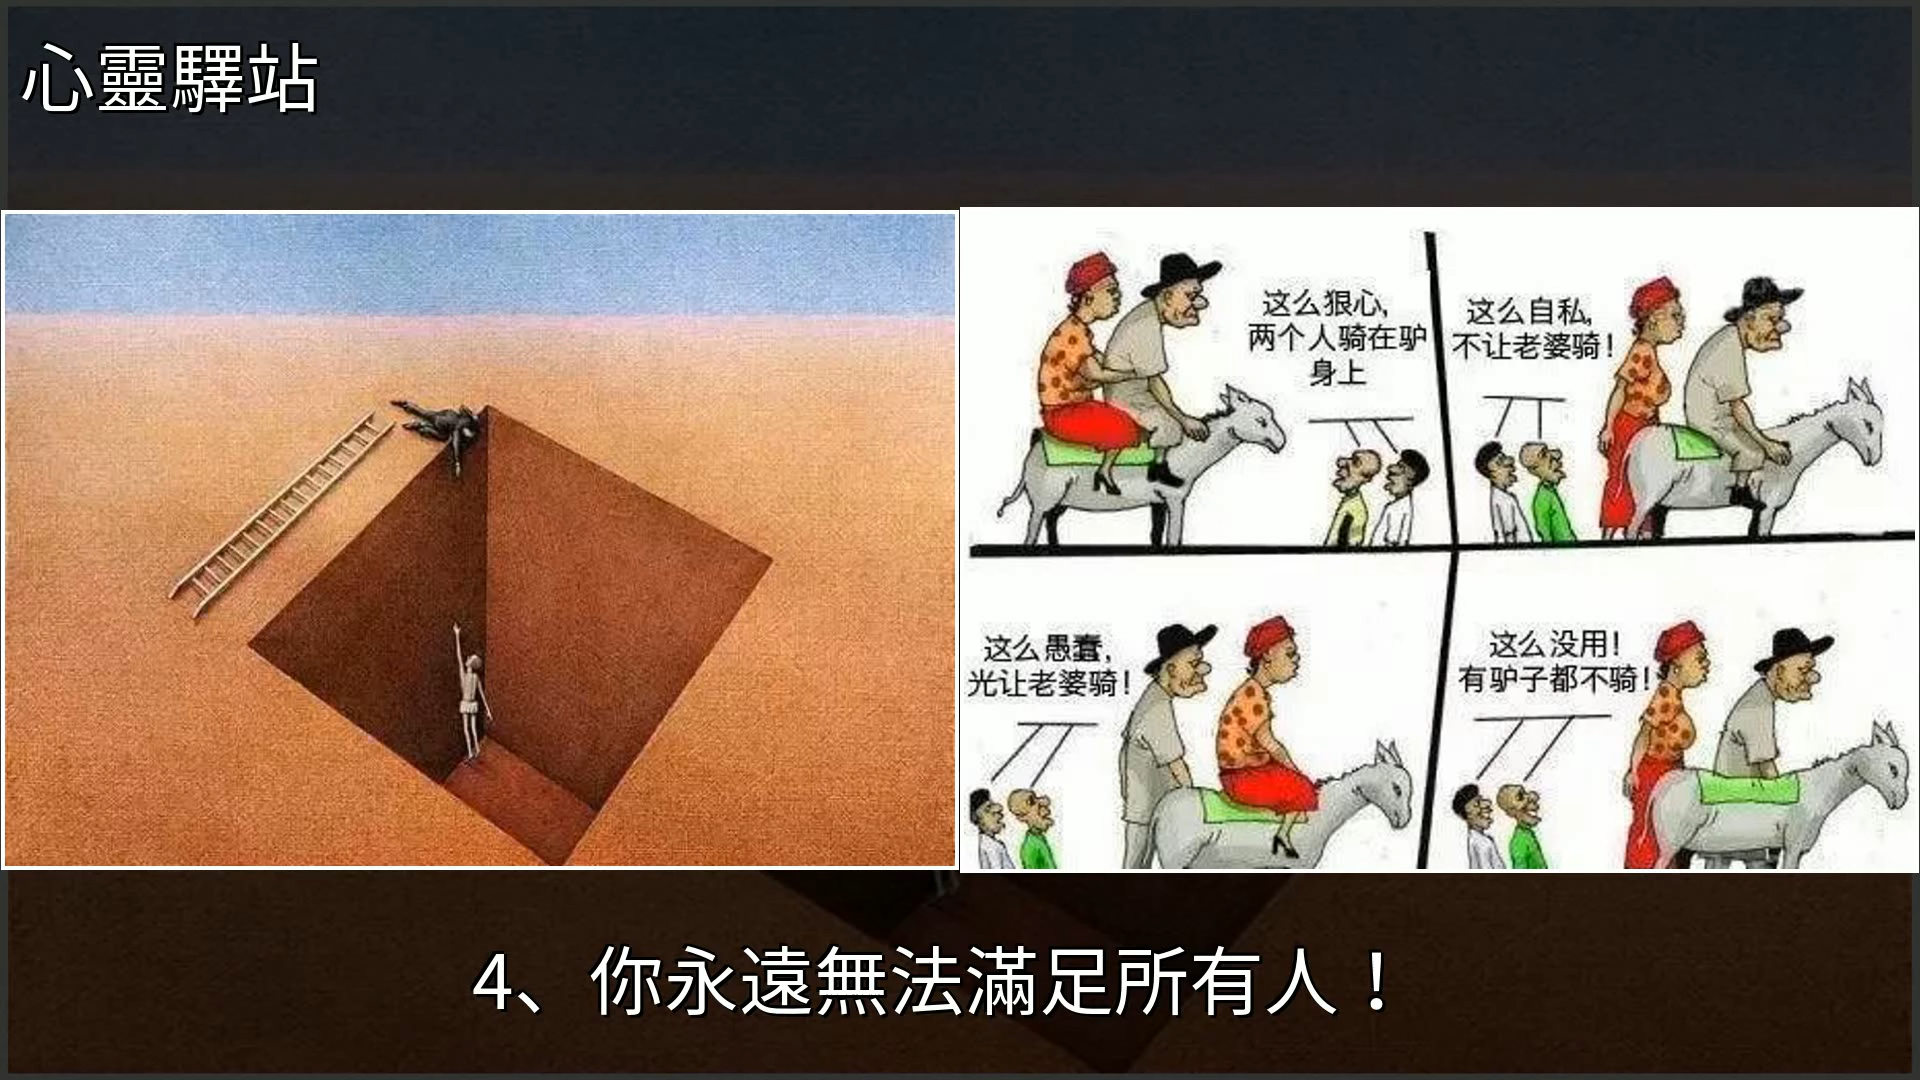 心靈驛站
这么狠心,
两个人骑在驴
身上
这么自私,
不让老婆骑!
这么愚蠢,
光让老婆骑!
这么没用!
有驴子都不骑!
4、你永遠無法滿足所有人！